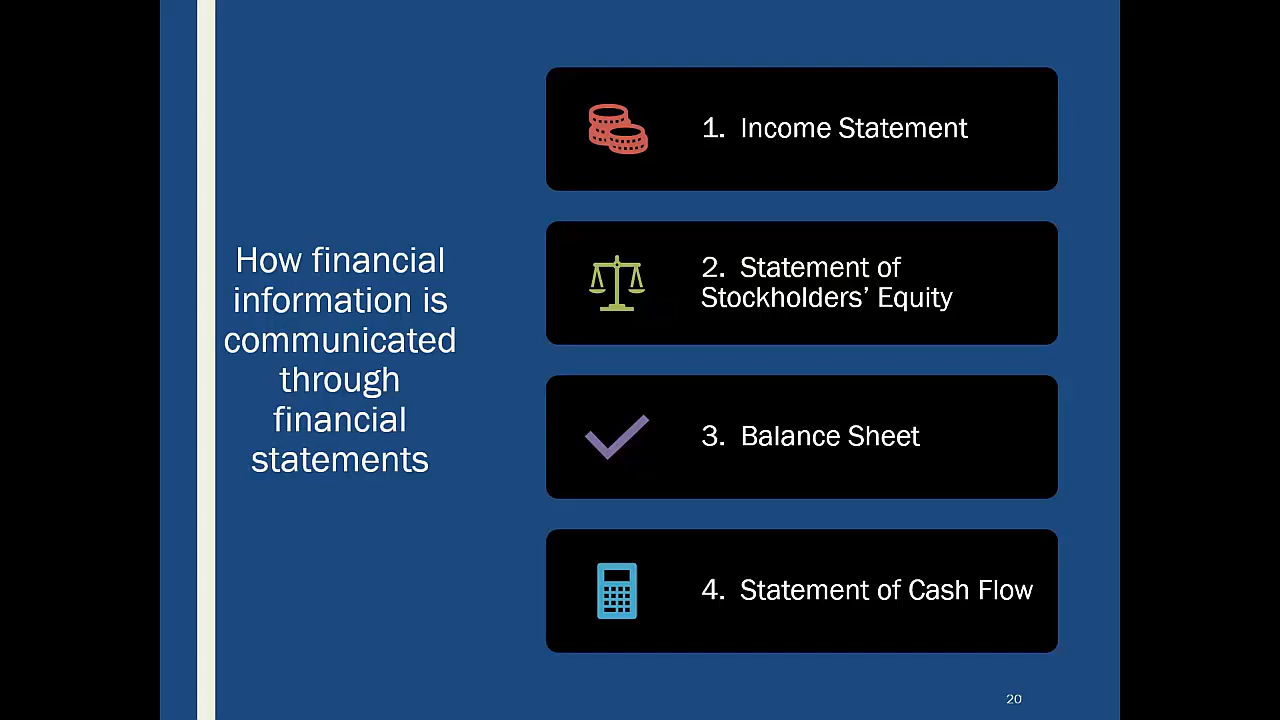 How financial
information is
communicated
through
financial
statements
1. Income Statement
2. Statement of
Stockholders’ Equity
3. Balance Sheet
4. Statement of Cash Flow
20